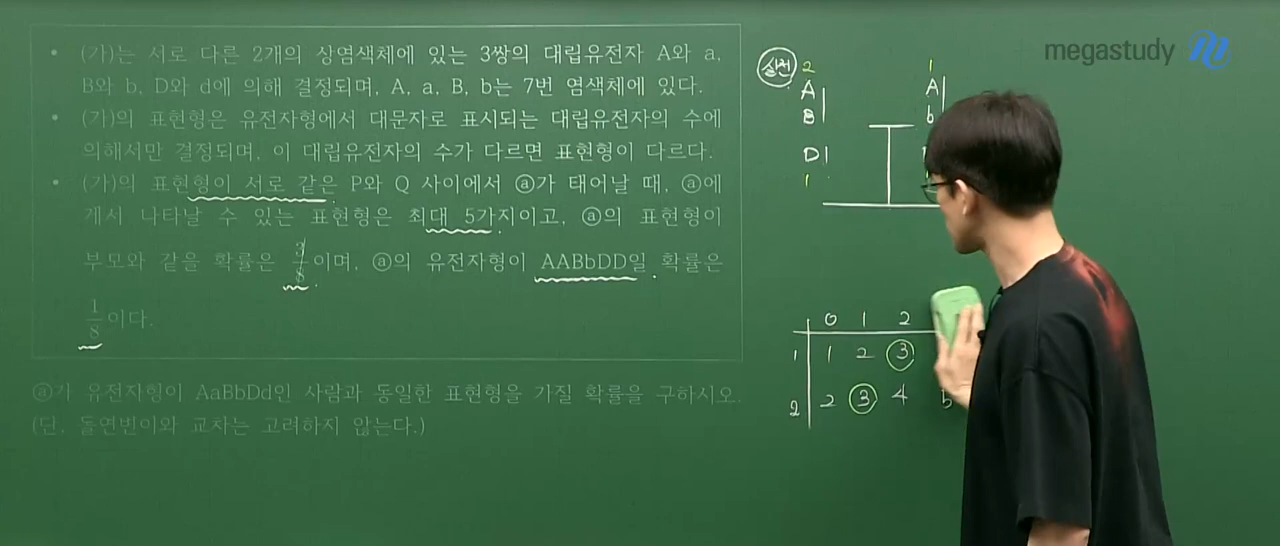 • (가)는 서로 다른 2개의 상염색체에 있는 3쌍의 대립유전자 A와 a,
B와 b, D와 d에 의해 결정되며, A, a, B, b는 7번 염색체에 있다.
• (가)의 표현형은 유전자형에서 대문자로 표시되는 대립유전자의 수에
의해서만 결정되며, 이 대립유전자의 수가 다르면 표현형이 다르다.
• (가)의 표현형이 서로 같은 P와 Q 사이에서 ⓐ가 태어날 때, ⓐ에
게서 나타날 수 있는 표현형은 최대 5가지이고, ⓐ의 표현형이
부모와 같을 확률은 3/8이며, ⓐ의 유전자형이 AABbDD일 확률은
1/8이다.
ⓐ가 유전자형이 AaBbDd인 사람과 동일한 표현형을 가질 확률을 구하시오.
(단, 돌연변이와 교차는 고려하지 않는다.)
megastudy
실전
2 1
A A
B b
D
1
0 1 2
1 1 2 ③
2 2 ③ 4 5